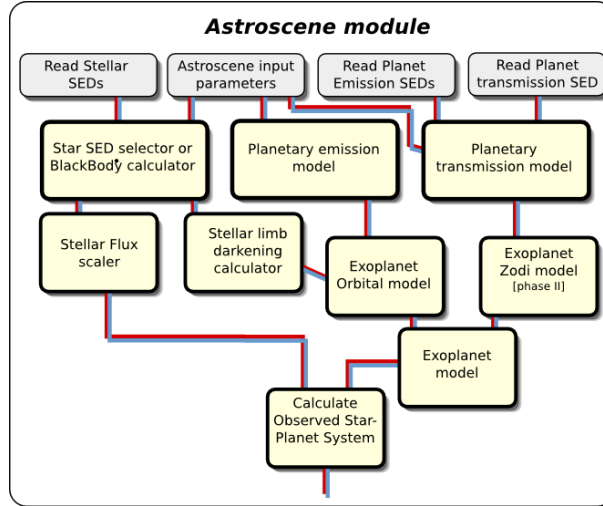 Astroscene module
Read Stellar
SEDs
Astroscene input
parameters
Read Planet
Emission SEDs
Read Planet
transmission SED
Star SED selector or
BlackBody calculator
Planetary emission
model
Planetary
transmission model
Stellar Flux
scaler
Stellar limb
darkening
calculator
Exoplanet
Orbital model
Exoplanet
Zodi model
[phase II]
Exoplanet
model
Calculate
Observed Star-
Planet System